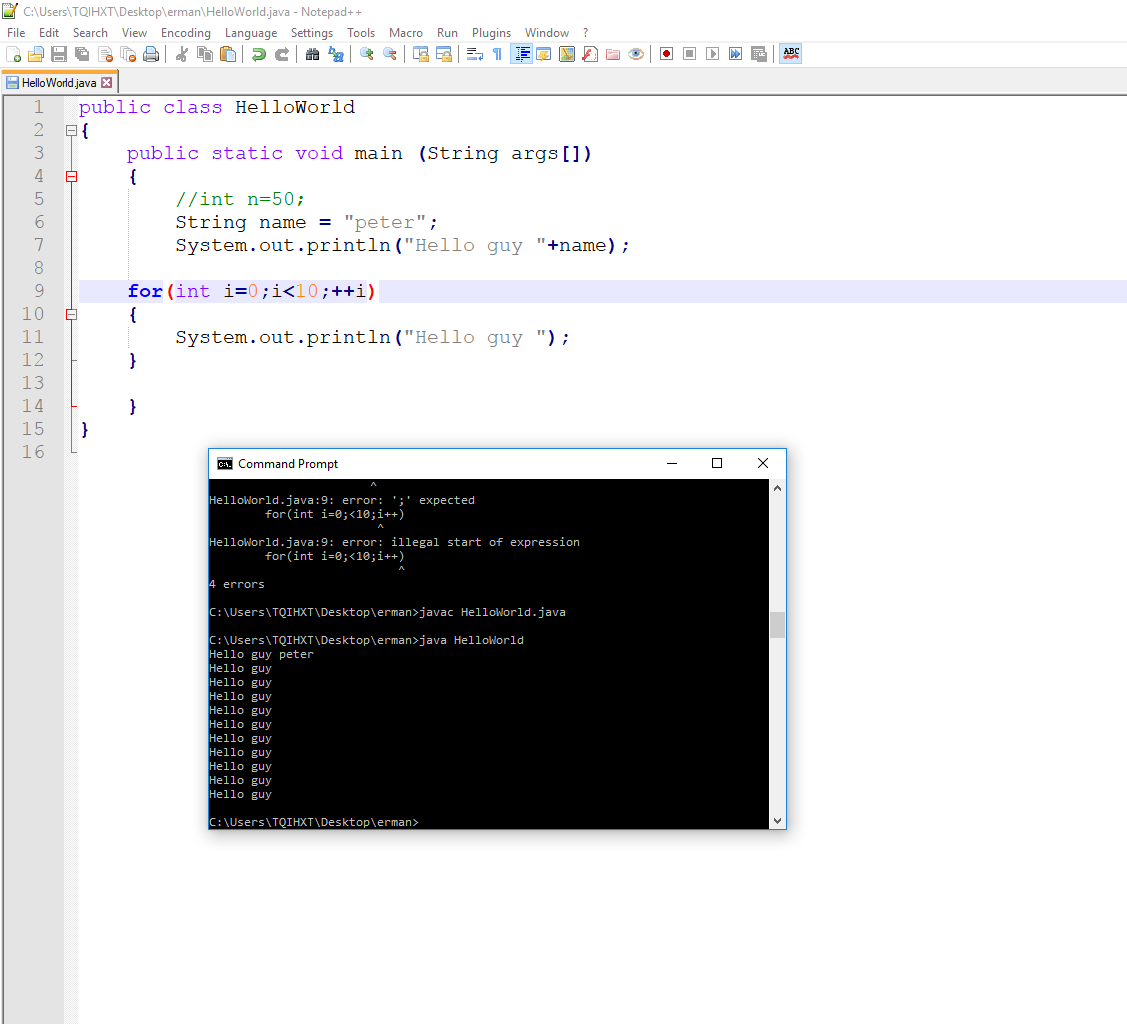 C:\Users\TQIHXT\Desktop\erman\HelloWorld.java - Notepad++
File Edit Search View Encoding Language Settings Tools Macro Run Plugins Window ?
ABC
HelloWorld.java
1 public class HelloWorld
2 {
3 public static void main (String args[])
4 {
5 //int n=50;
6 String name = "peter";
7 System.out.println("Hello guy "+name);
8
9 for(int i=0;i<10;++i)
10 {
11 System.out.println("Hello guy ");
12 }
13
14 }
15 }
16
C:\. Command Prompt
^
HelloWorld.java:9: error: ';' expected
for(int i=0;<10;i++)
^
HelloWorld.java:9: error: illegal start of expression
for(int i=0;<10;i++)
^
4 errors
C:\Users\TQIHXT\Desktop\erman>javac HelloWorld.java
C:\Users\TQIHXT\Desktop\erman>java HelloWorld
Hello guy peter
Hello guy
Hello guy
Hello guy
Hello guy
Hello guy
Hello guy
Hello guy
Hello guy
Hello guy
Hello guy
C:\Users\TQIHXT\Desktop\erman>